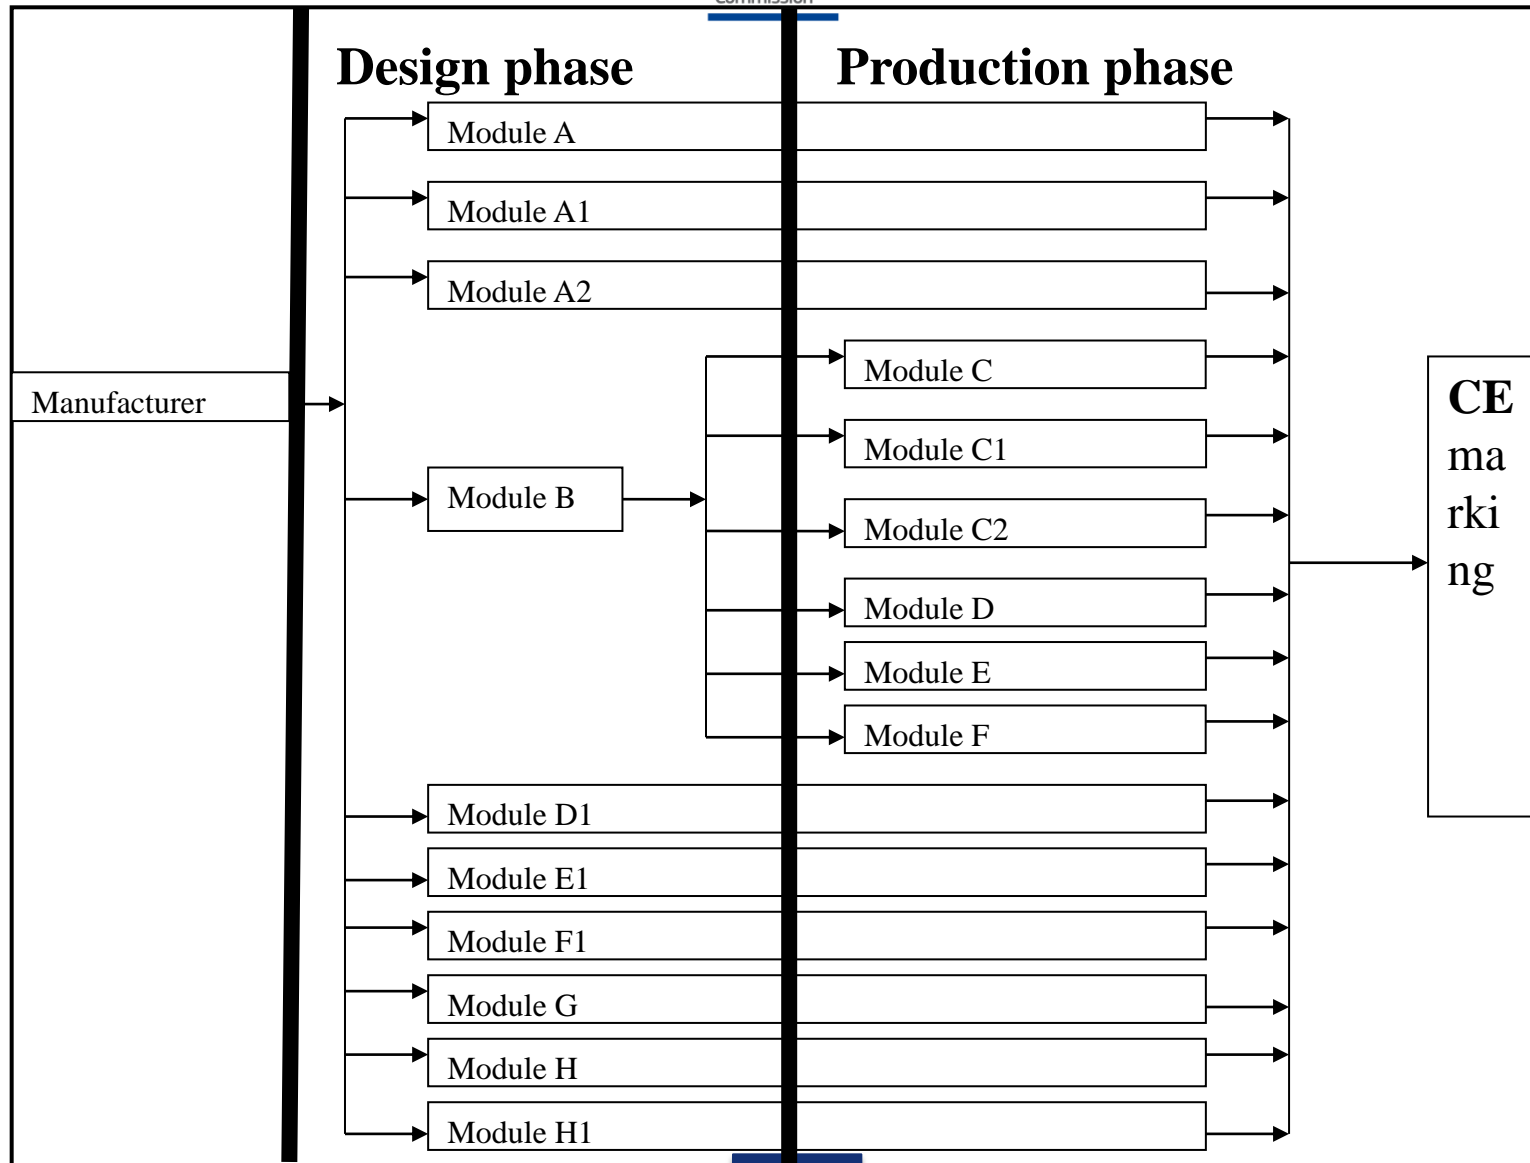 Commission
Design phase
Production phase
Module A
Module A1
Module A2
Module C
Manufacturer
CE
ma
rki
ng
Module C1
Module B
Module C2
Module D
Module E
Module F
Module D1
Module E1
Module F1
Module G
Module H
Module H1